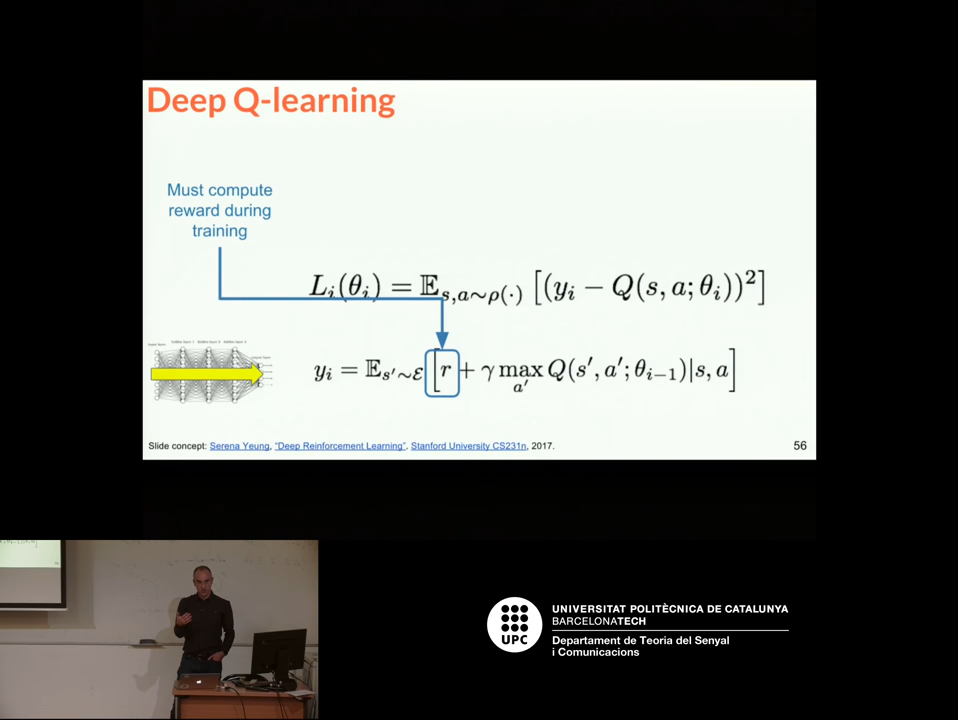 Deep Q-learning
Must compute
reward during
training
L_i(θ_i) = 𝔼_{s,a∼ρ(·)} [(y_i − Q(s, a; θ_i))^2]
y_i = 𝔼_{s'∼ℰ} [r + γ max_{a'} Q(s', a'; θ_{i−1})|s, a]
Slide concept: Serena Yeung, “Deep Reinforcement Learning”, Stanford University CS231n, 2017.
56
UPC
UNIVERSITAT POLITÈCNICA DE CATALUNYA
BARCELONATECH
Departament de Teoria del Senyal
i Comunicacions